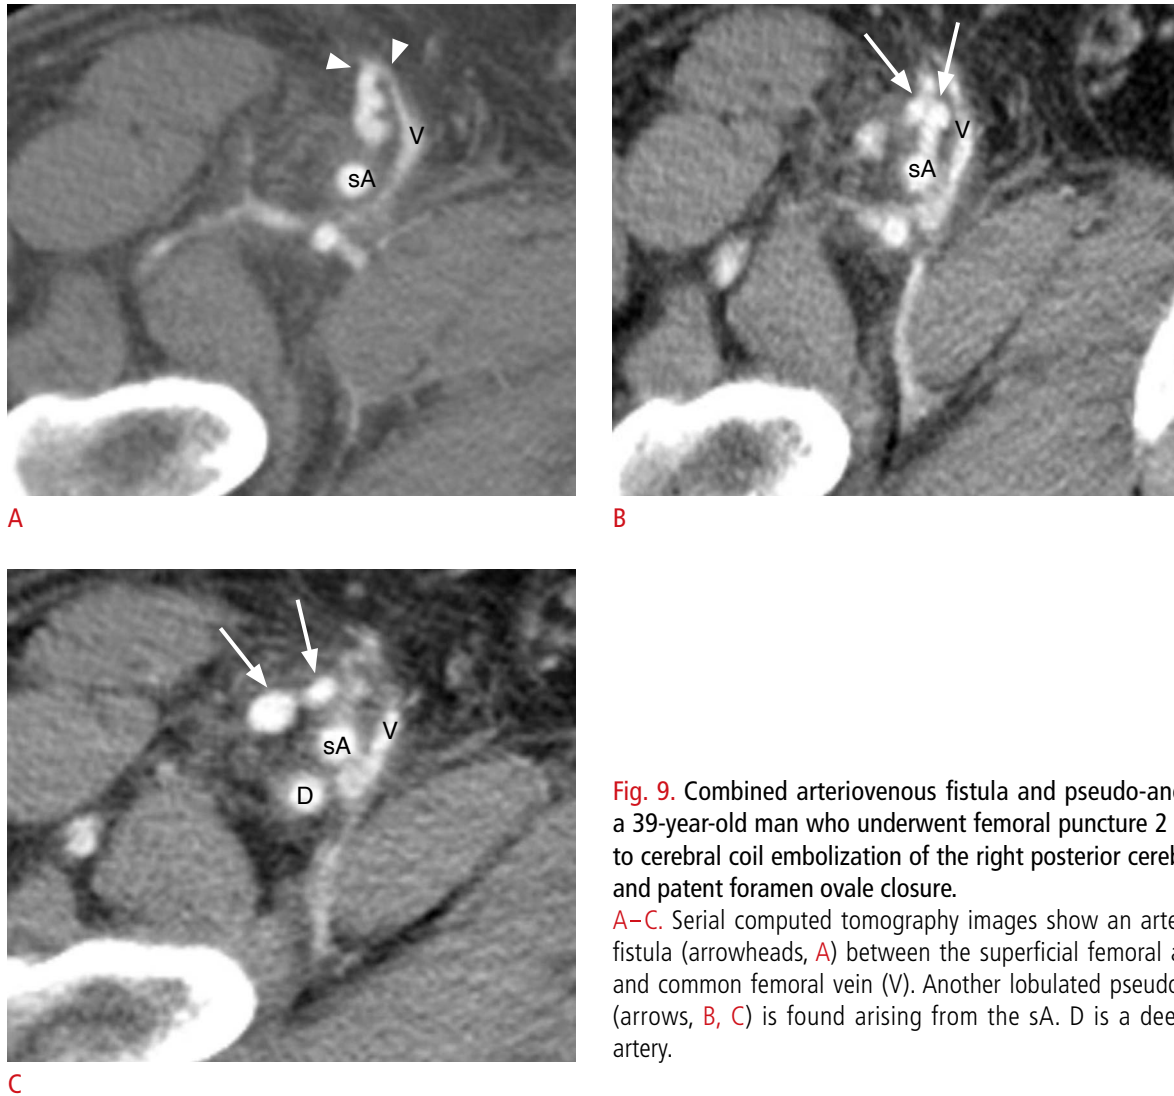 V
sA
A
V
sA
B
V
sA
D
C
Fig. 9. Combined arteriovenous fistula and pseudo-an
a 39-year-old man who underwent femoral puncture 2
to cerebral coil embolization of the right posterior cereb
and patent foramen ovale closure.
A–C. Serial computed tomography images show an arte
fistula (arrowheads, A) between the superficial femoral a
and common femoral vein (V). Another lobulated pseudo
(arrows, B, C) is found arising from the sA. D is a dee
artery.